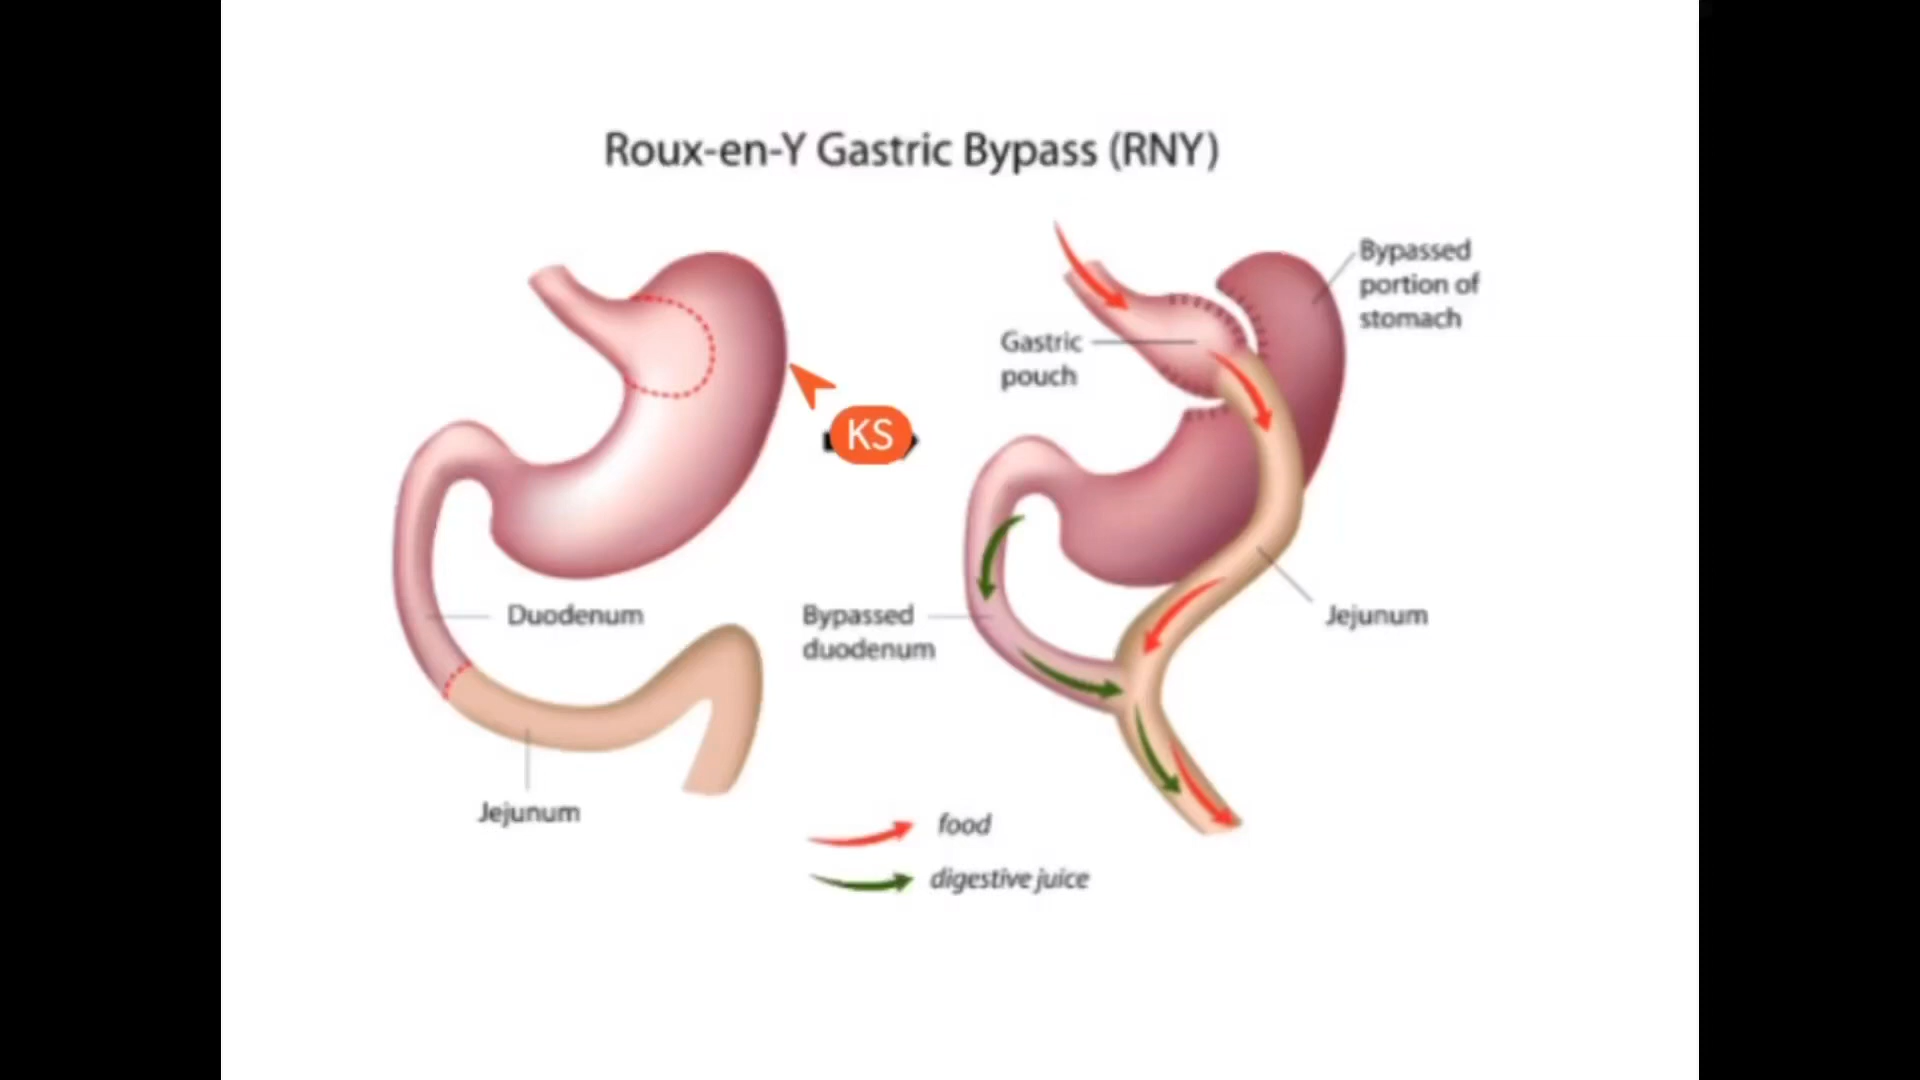 Roux-en-Y Gastric Bypass (RNY)
Bypassed
portion of
stomach
Gastric
pouch
KS
Duodenum
Bypassed
duodenum
Jejunum
Jejunum
food
digestive juice